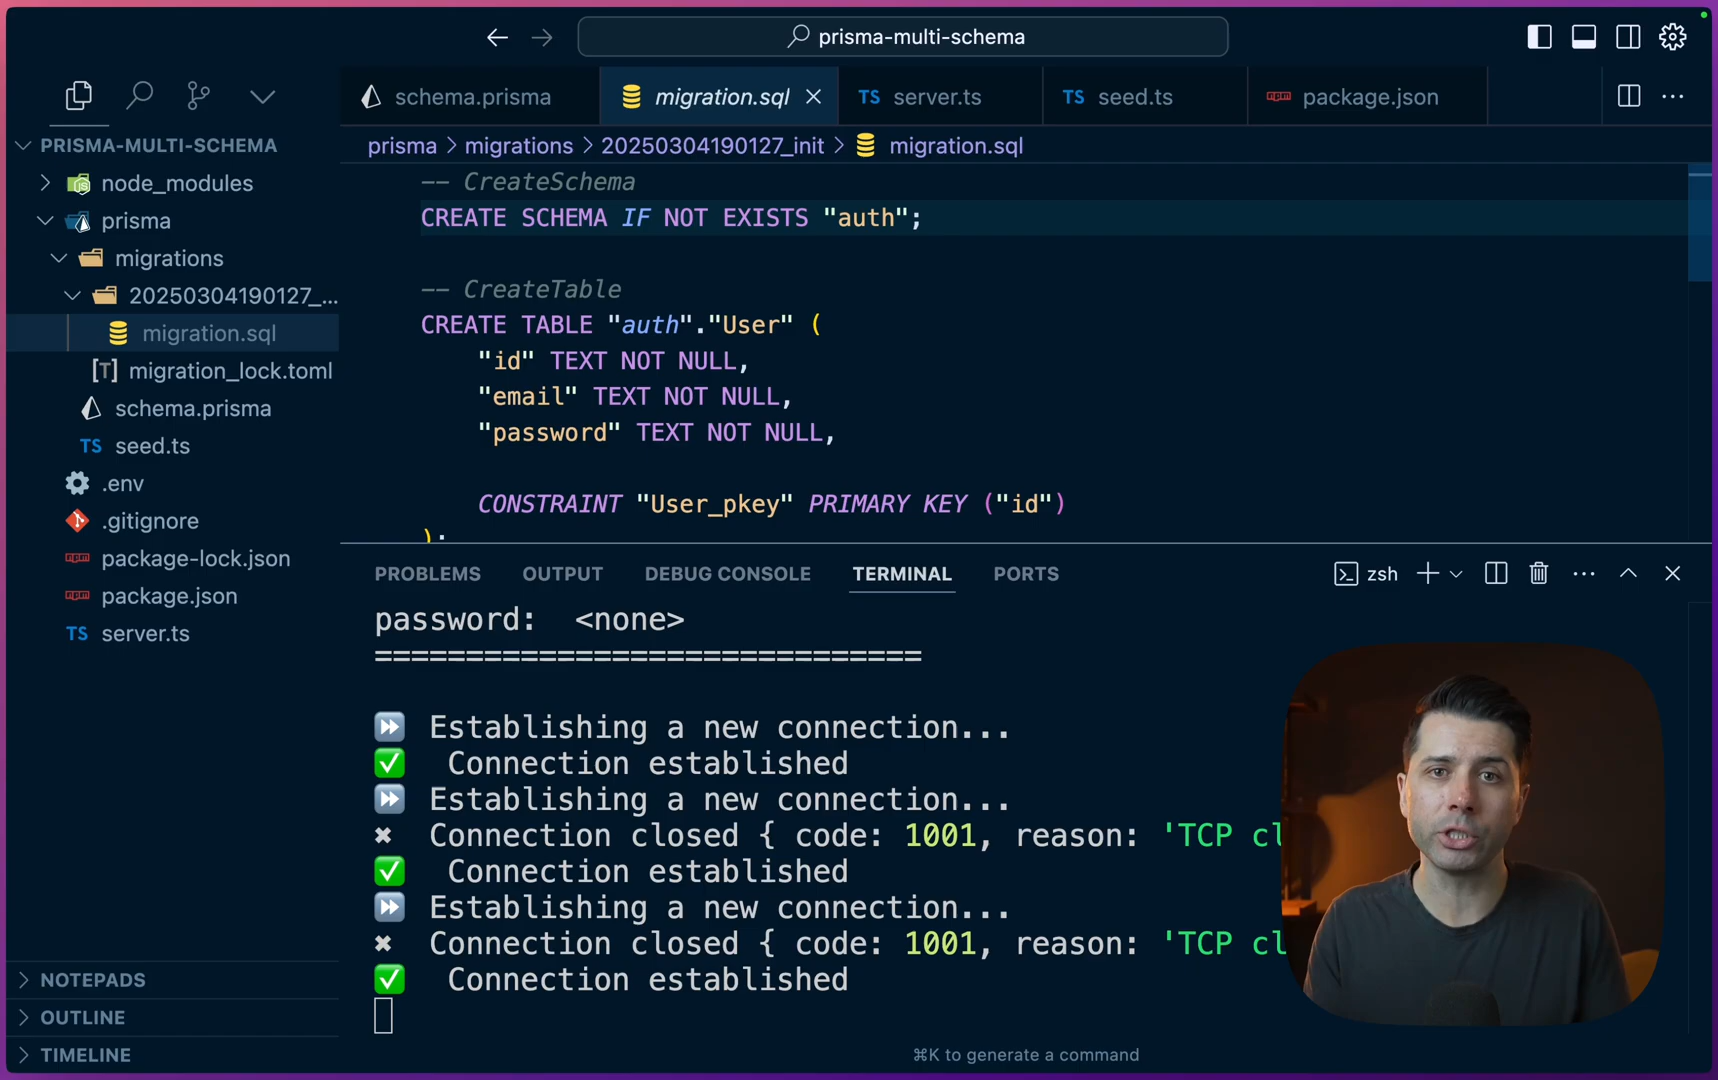 prisma-multi-schema
schema.prisma
migration.sql
TS server.ts
TS seed.ts
package.json
PRISMA-MULTI-SCHEMA
node_modules
prisma
migrations
20250304190127_...
migration.sql
[T] migration_lock.toml
schema.prisma
TS seed.ts
.env
.gitignore
package-lock.json
package.json
TS server.ts
NOTEPADS
OUTLINE
TIMELINE
prisma > migrations > 20250304190127_init > migration.sql
-- CreateSchema
CREATE SCHEMA IF NOT EXISTS "auth";
-- CreateTable
CREATE TABLE "auth"."User" (
"id" TEXT NOT NULL,
"email" TEXT NOT NULL,
"password" TEXT NOT NULL,
CONSTRAINT "User_pkey" PRIMARY KEY ("id")
);
PROBLEMS OUTPUT DEBUG CONSOLE TERMINAL PORTS zsh
password: <none>
==============================
⏩ Establishing a new connection...
✅ Connection established
⏩ Establishing a new connection...
✖ Connection closed { code: 1001, reason: 'TCP cl
✅ Connection established
⏩ Establishing a new connection...
✖ Connection closed { code: 1001, reason: 'TCP cl
✅ Connection established
⌘K to generate a command